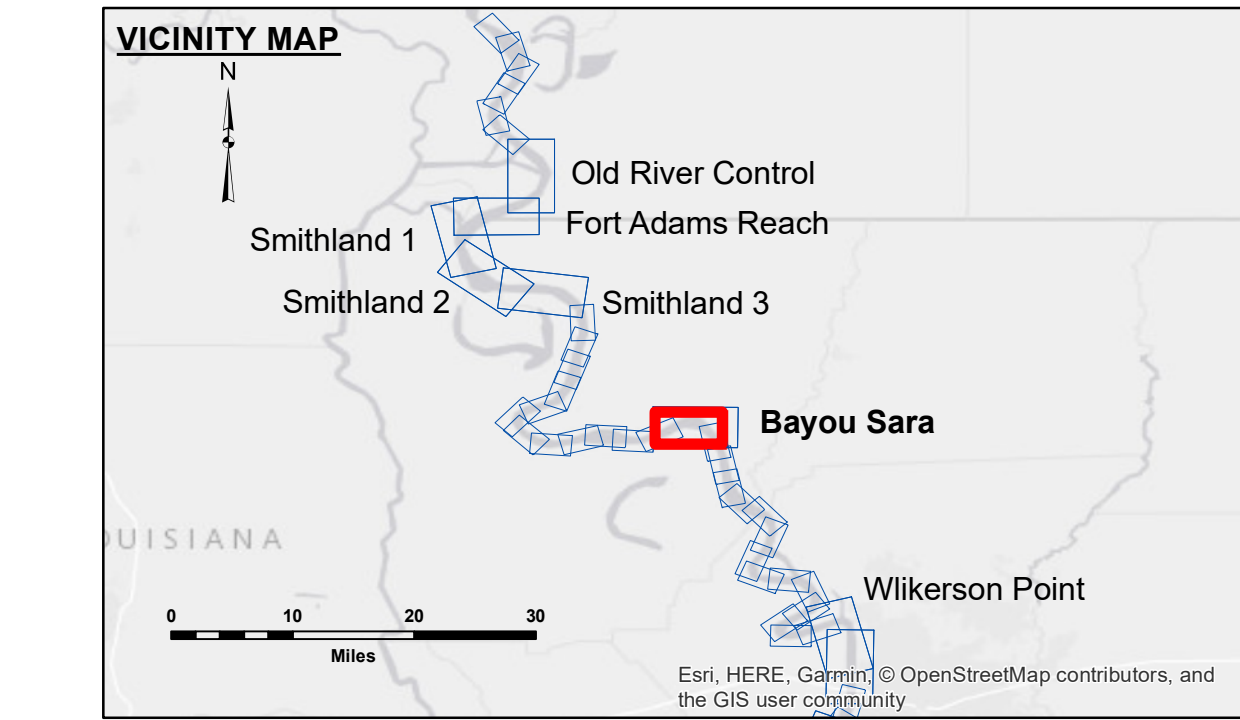 VICINITY MAP
N
Old River Control
Fort Adams Reach
Smithland 1
Smithland 2
Smithland 3
Bayou Sara
OUISIANA
Wlikerson Point
0 10 20 30
Miles
Esri, HERE, Garmin, © OpenStreetMap contributors, and
the GIS user community